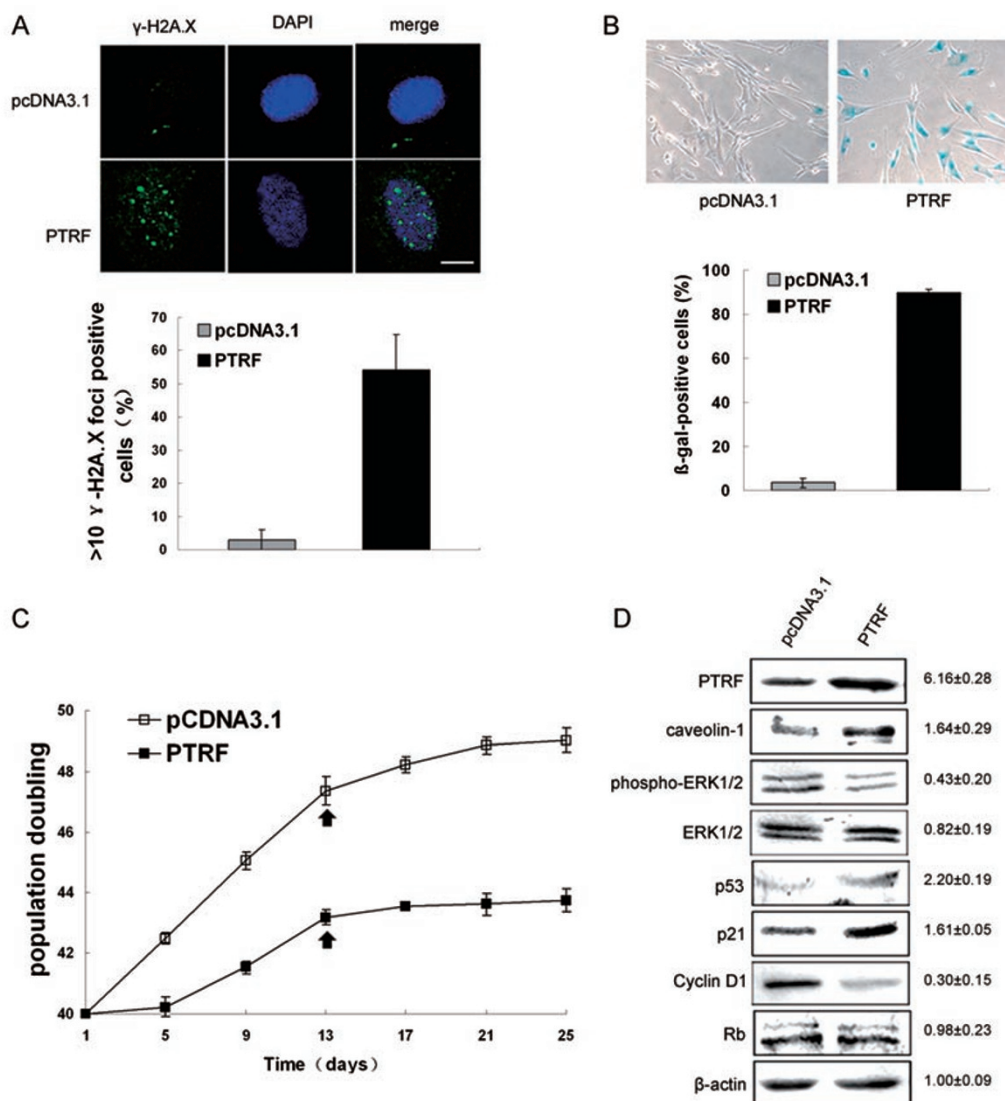 A
γ-H2A.X DAPI merge
pcDNA3.1
PTRF
>10 γ -H2A.X foci positive
cells（%）
70
60
50
40
30
20
10
0
pcDNA3.1
PTRF
B
pcDNA3.1 PTRF
ß-gal-positive cells (%)
100
80
60
40
20
0
pcDNA3.1
PTRF
C
population doubling
50
48
46
44
42
40
pCDNA3.1
PTRF
1 5 9 13 17 21 25
Time（days）
D
pcDNA3.1 PTRF
PTRF 6.16±0.28
caveolin-1 1.64±0.29
phospho-ERK1/2 0.43±0.20
ERK1/2 0.82±0.19
p53 2.20±0.19
p21 1.61±0.05
Cyclin D1 0.30±0.15
Rb 0.98±0.23
β-actin 1.00±0.09